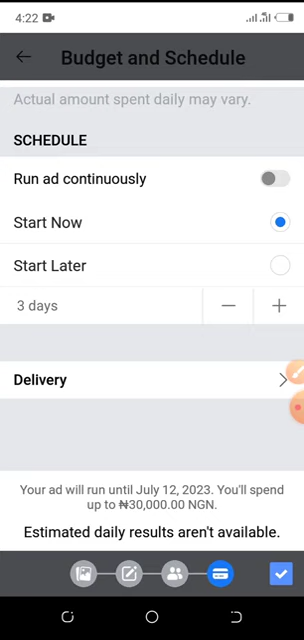 4:22
Budget and Schedule
Actual amount spent daily may vary.
SCHEDULE
Run ad continuously
Start Now
Start Later
3 days
Delivery
Your ad will run until July 12, 2023. You'll spend
up to ₦30,000.00 NGN.
Estimated daily results aren't available.